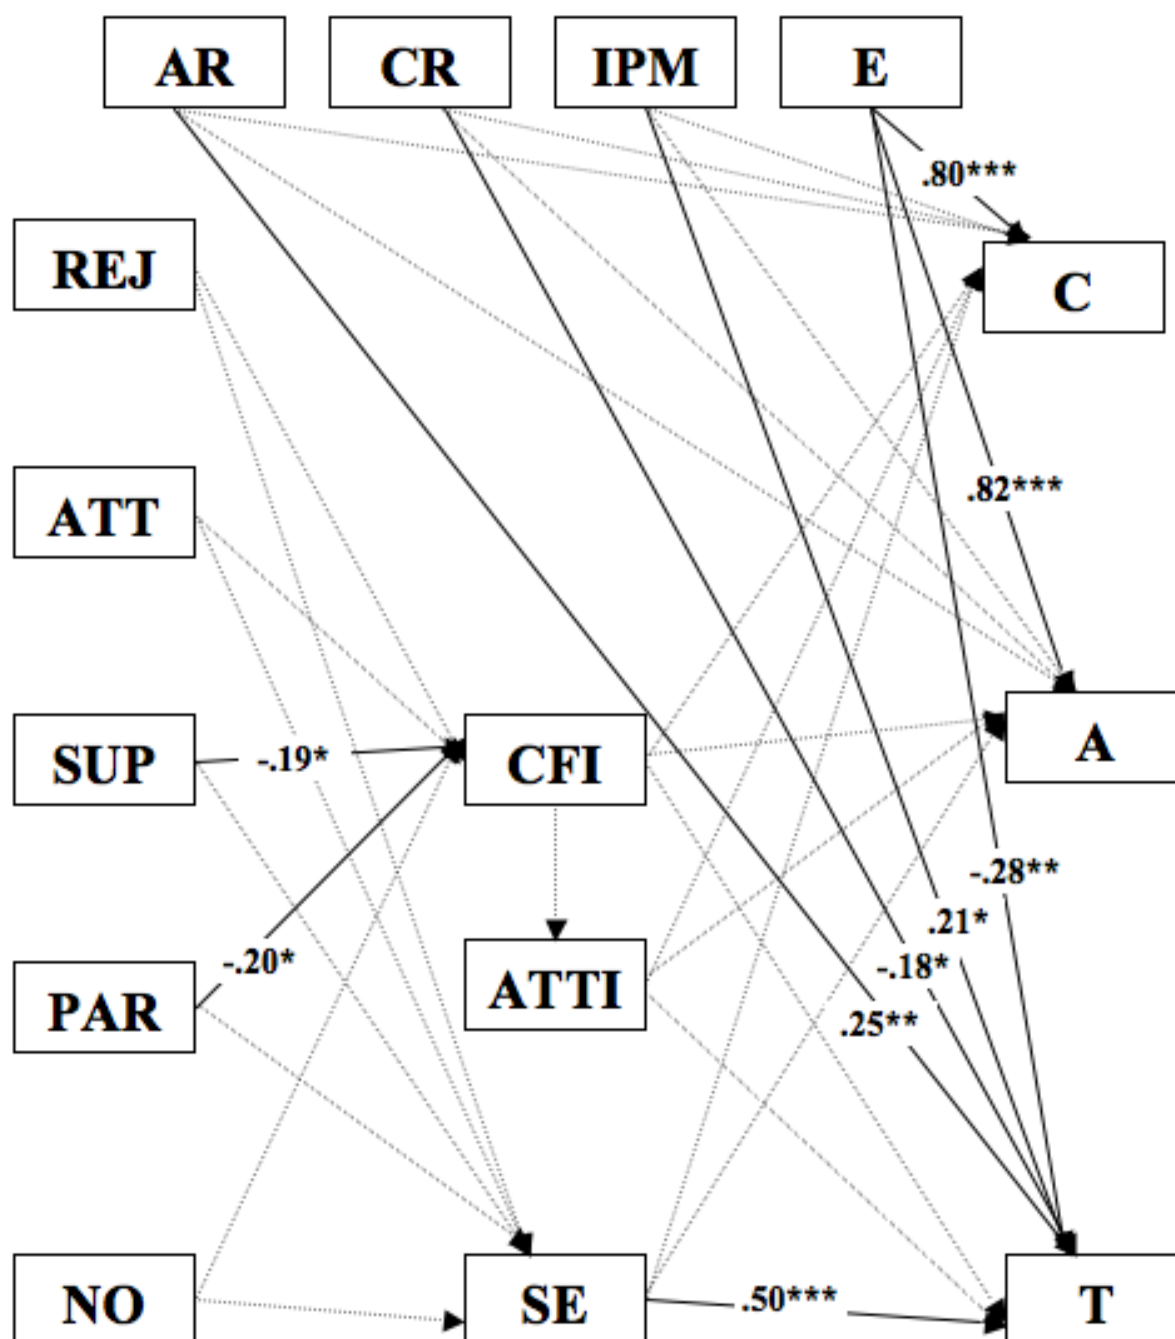 AR CR IPM E
.80***
REJ
C
ATT
.82***
SUP
-.19*
CFI
A
-.28**
.21*
-.20*
-.18*
PAR
ATTI
.25**
NO
SE
.50***
T